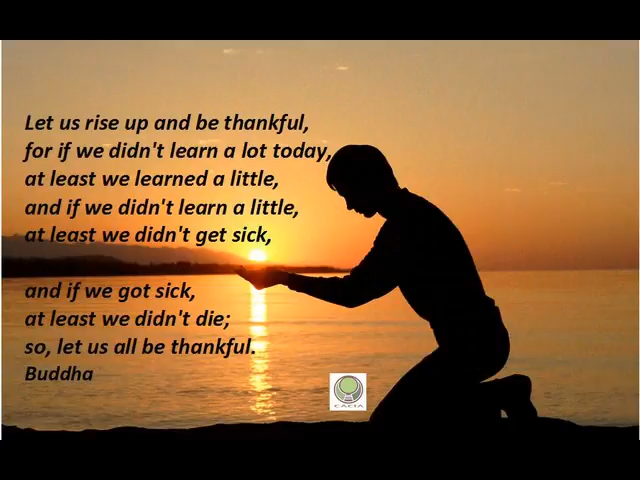 Let us rise up and be thankful,
for if we didn't learn a lot today,
at least we learned a little,
and if we didn't learn a little,
at least we didn't get sick,
and if we got sick,
at least we didn't die;
so, let us all be thankful.
Buddha
CACIA